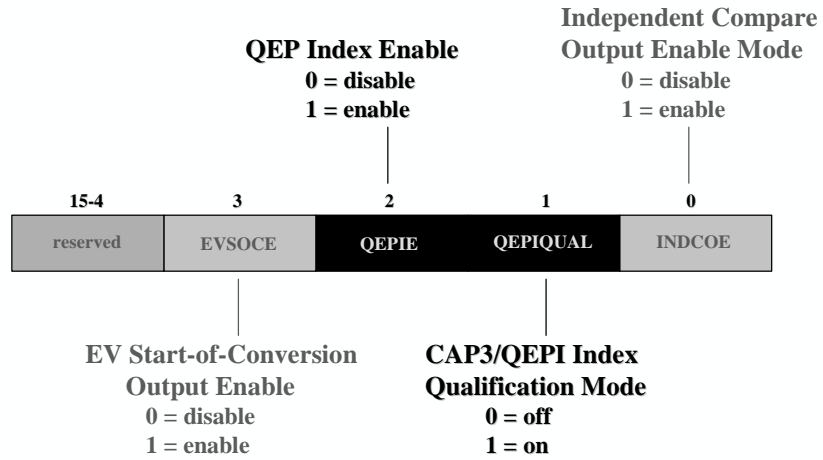 Independent Compare
Output Enable Mode
0 = disable
1 = enable
QEP Index Enable
0 = disable
1 = enable
15-4 3 2 1 0
reserved EVSOCE QEPIE QEPIQUAL INDCOE
EV Start-of-Conversion
Output Enable
0 = disable
1 = enable
CAP3/QEPI Index
Qualification Mode
0 = off
1 = on